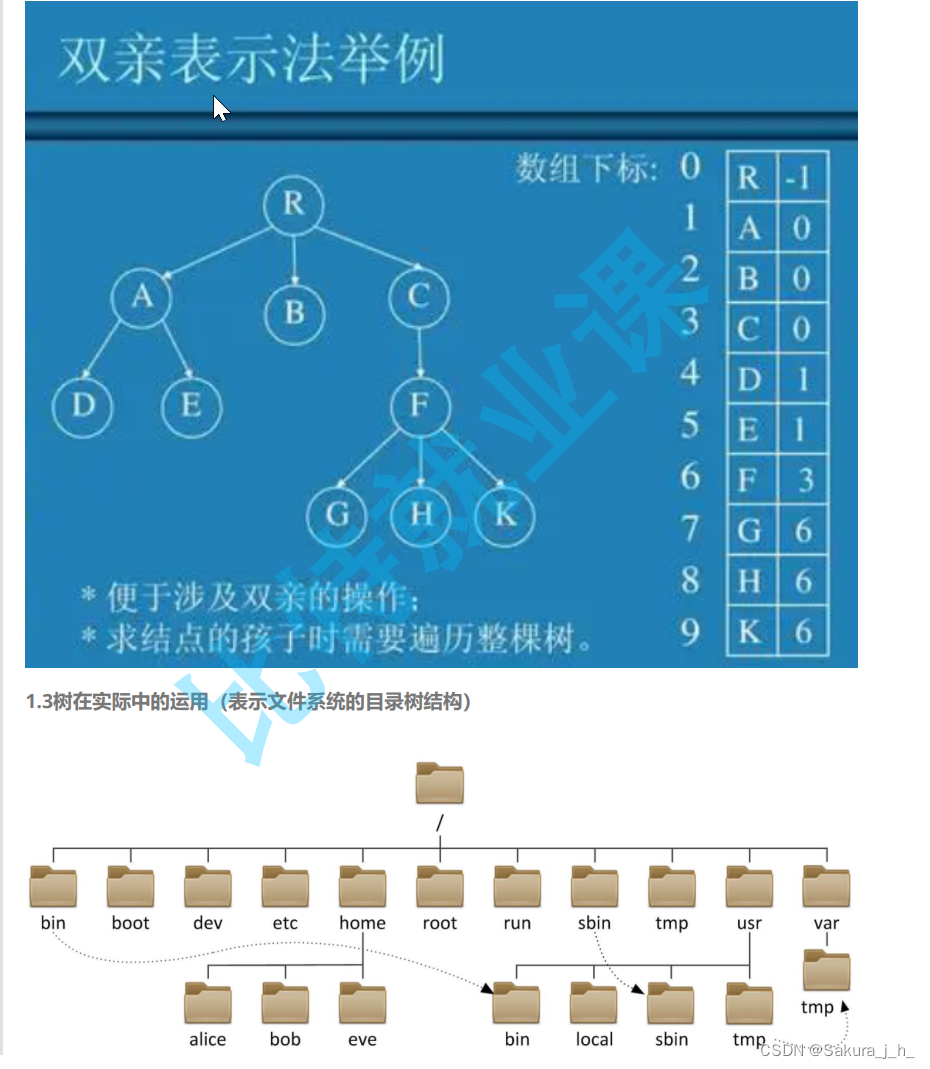 双亲表示法举例
数组下标:
R
A B C
D E F
G H K
0 R -1
1 A 0
2 B 0
3 C 0
4 D 1
5 E 1
6 F 3
7 G 6
8 H 6
9 K 6
* 便于涉及双亲的操作;
* 求结点的孩子时需要遍历整棵树。
比特就业课
1.3树在实际中的运用（表示文件系统的目录树结构）
/
bin boot dev etc home root run sbin tmp usr var
tmp
alice bob eve bin local sbin tmp
CSDN @Sakura_j_h_